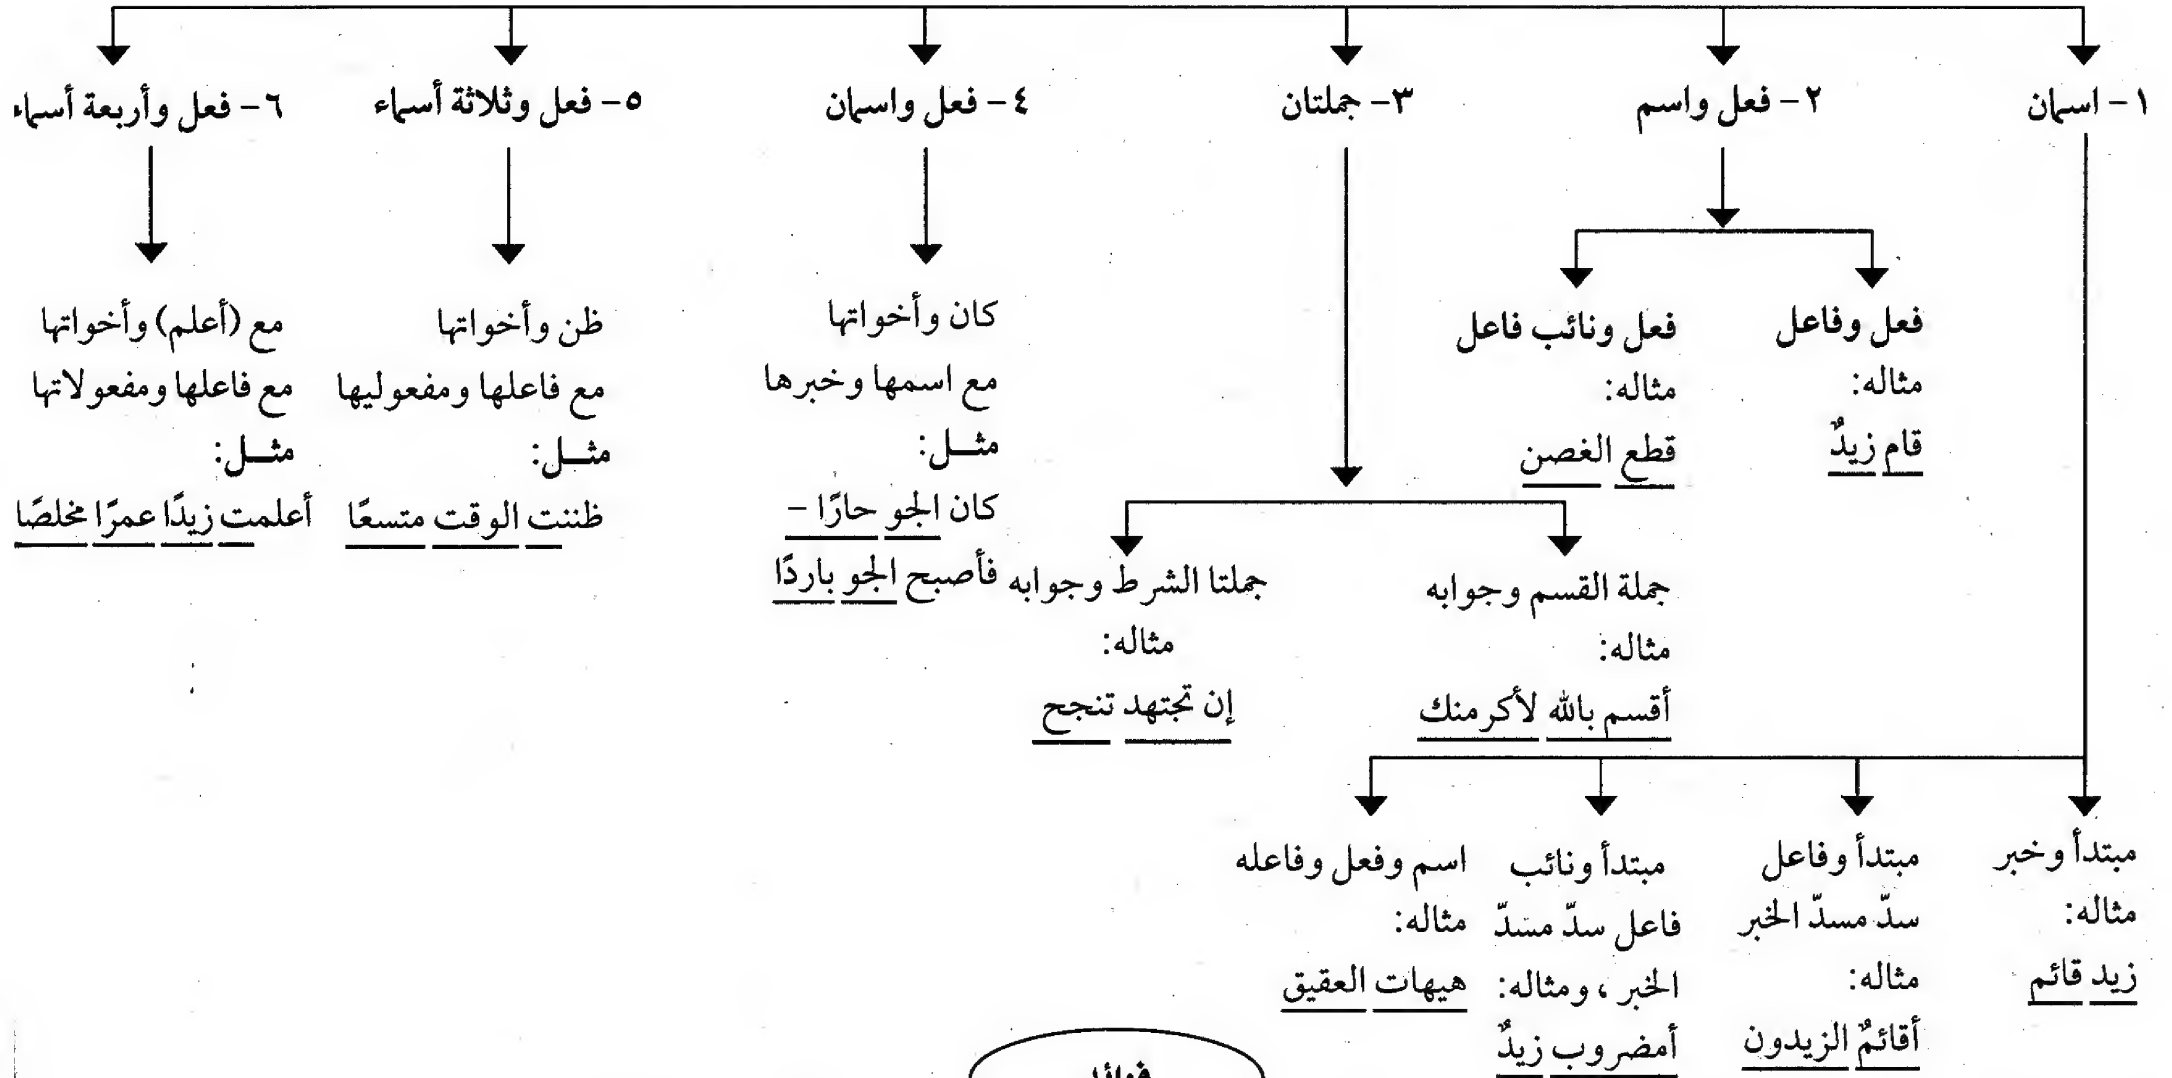 ١- اسمان
٢- فعل واسم
٣- جملتان
٤- فعل واسمان
٥- فعل وثلاثة أسماء
٦- فعل وأربعة أسماء
فعل وفاعل
مثاله:
قام زيدٌ
فعل ونائب فاعل
مثاله:
قطع الغصن
كان وأخواتها
مع اسمها وخبرها
مثـل:
كان الجو حارًا -
فأصبح الجو باردًا
ظن وأخواتها
مع فاعلها ومفعوليها
مثـل:
ظننت الوقت متسعًا
مع (أعلم) وأخواتها
مع فاعلها ومفعولاتها
مثـل:
أعلمت زيدًا عمرًا مخلصًا
جملة القسم وجوابه
مثاله:
أقسم بالله لأكرمنك
جملتا الشرط وجوابه
مثاله:
إن تجتهد تنجح
مبتدأ وخبر
مثاله:
زيد قائم
مبتدأ وفاعل
سدّ مسدّ الخبر
مثاله:
أقائمٌ الزيدون
مبتدأ ونائب
فاعل سدّ مسدّ
الخبر، ومثاله:
أمضروب زيدٌ
اسم وفعل وفاعله
مثاله:
هيهات العقيق